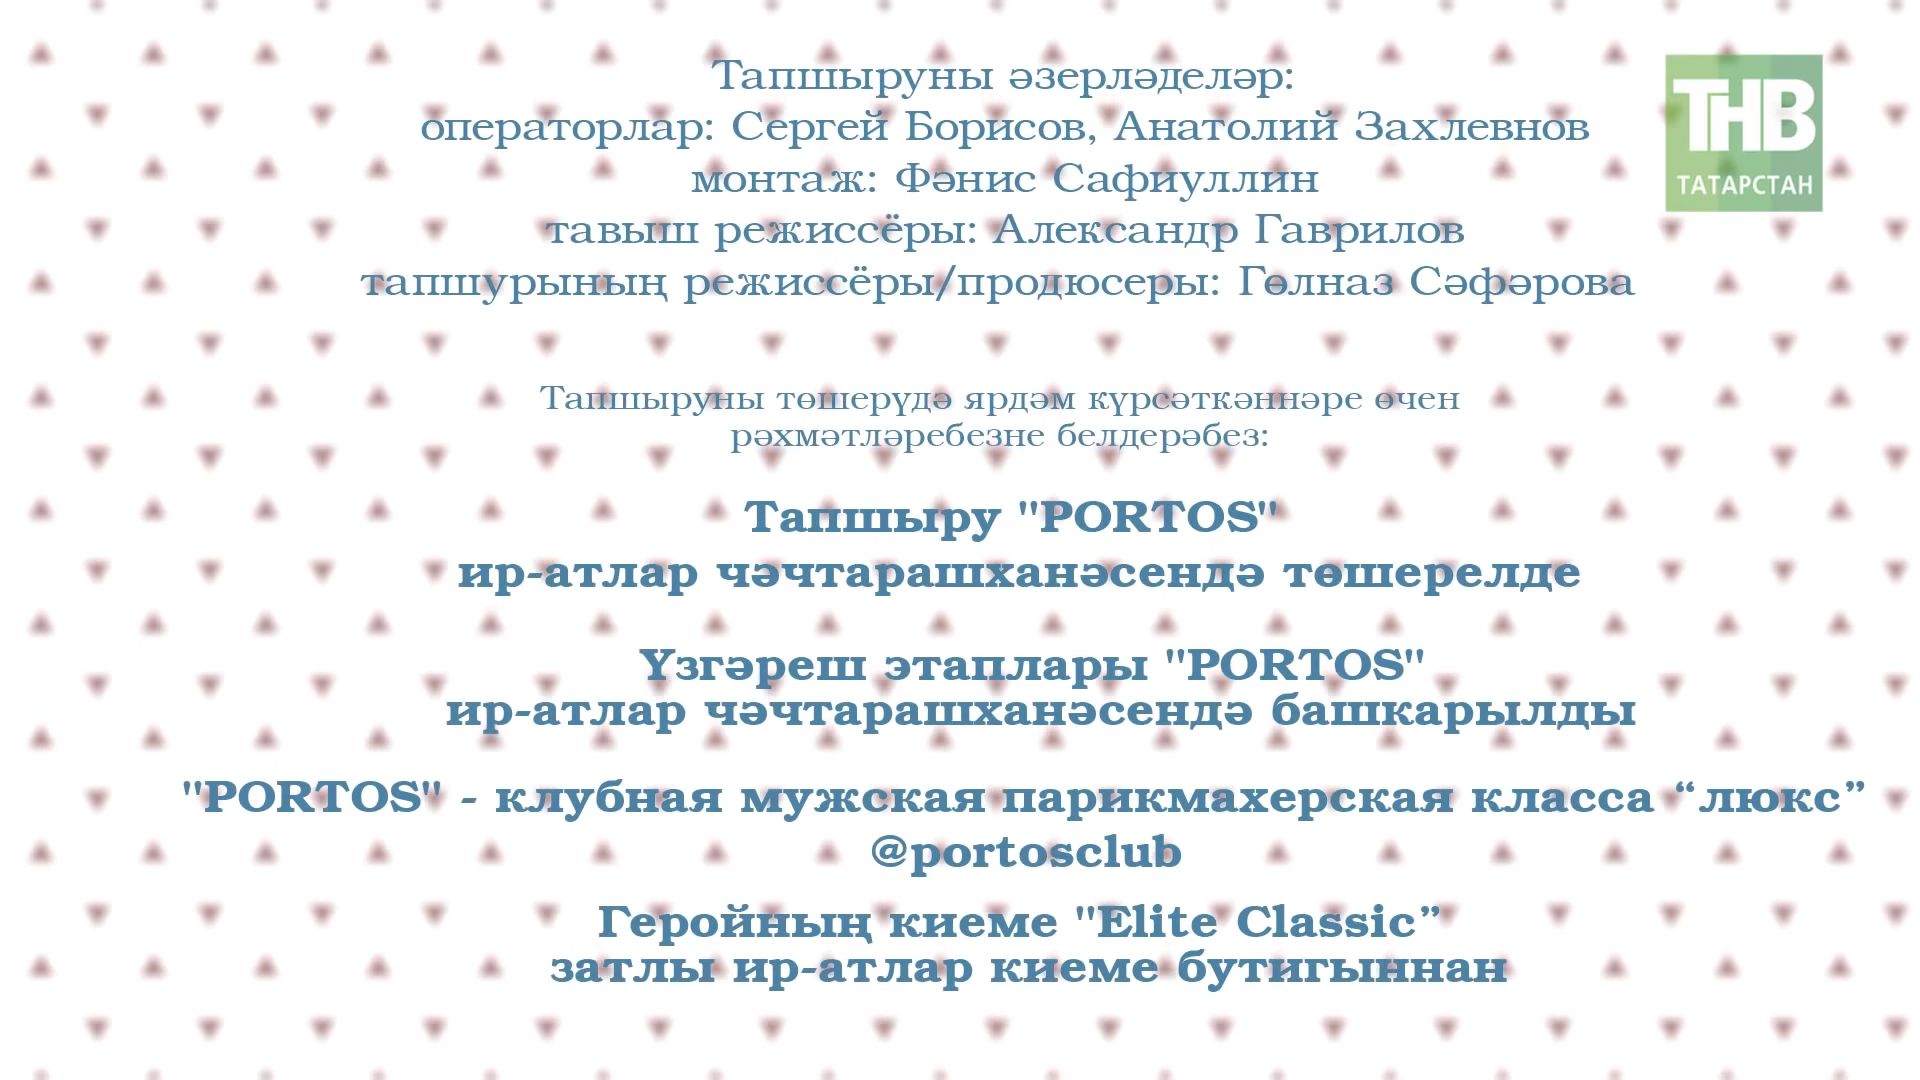 Тапшыруны әзерләделәр:
операторлар: Сергей Борисов, Анатолий Захлевнов
монтаж: Фәнис Сафиуллин
тавыш режиссёры: Александр Гаврилов
тапшурының режиссёры/продюсеры: Гөлназ Сәфәрова
ТНВ
ТАТАРСТАН
Тапшыруны төшерүдә ярдәм күрсәткәннәре өчен
рәхмәтләребезне белдерәбез:
Тапшыру "PORTOS"
ир-атлар чәчтарашханәсендә төшерелде
Үзгәреш этаплары "PORTOS"
ир-атлар чәчтарашханәсендә башкарылды
"PORTOS" - клубная мужская парикмахерская класса “люкс”
@portosclub
Геройның киеме "Elite Classic”
затлы ир-атлар киеме бутигыннан